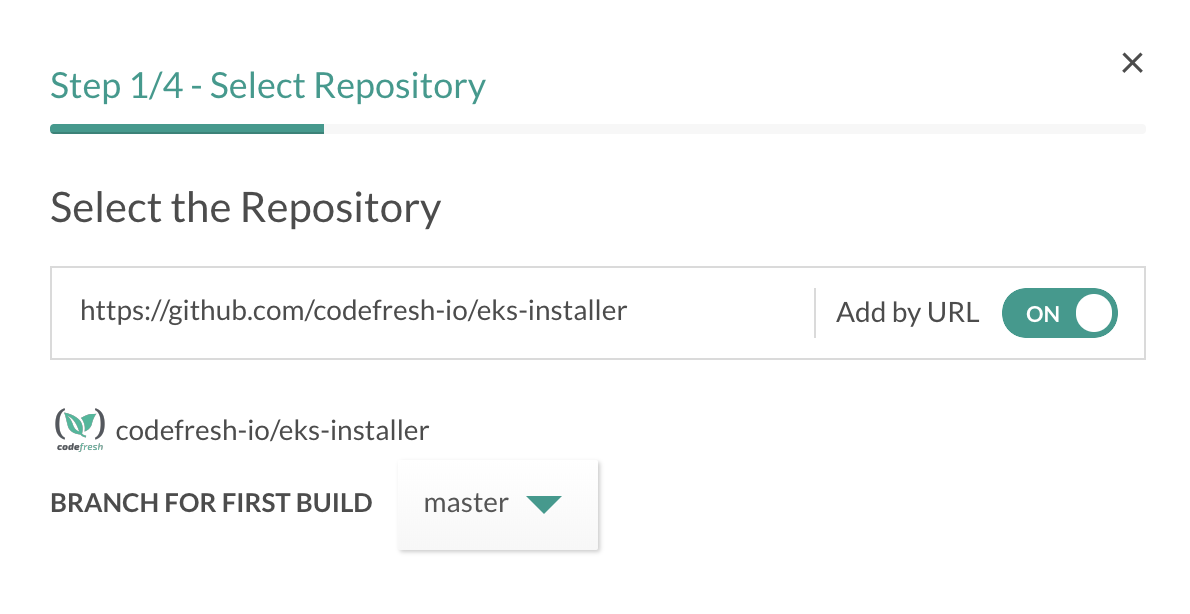 Step 1/4 - Select Repository
Select the Repository
https://github.com/codefresh-io/eks-installer
Add by URL
ON
codefresh
codefresh-io/eks-installer
BRANCH FOR FIRST BUILD
master